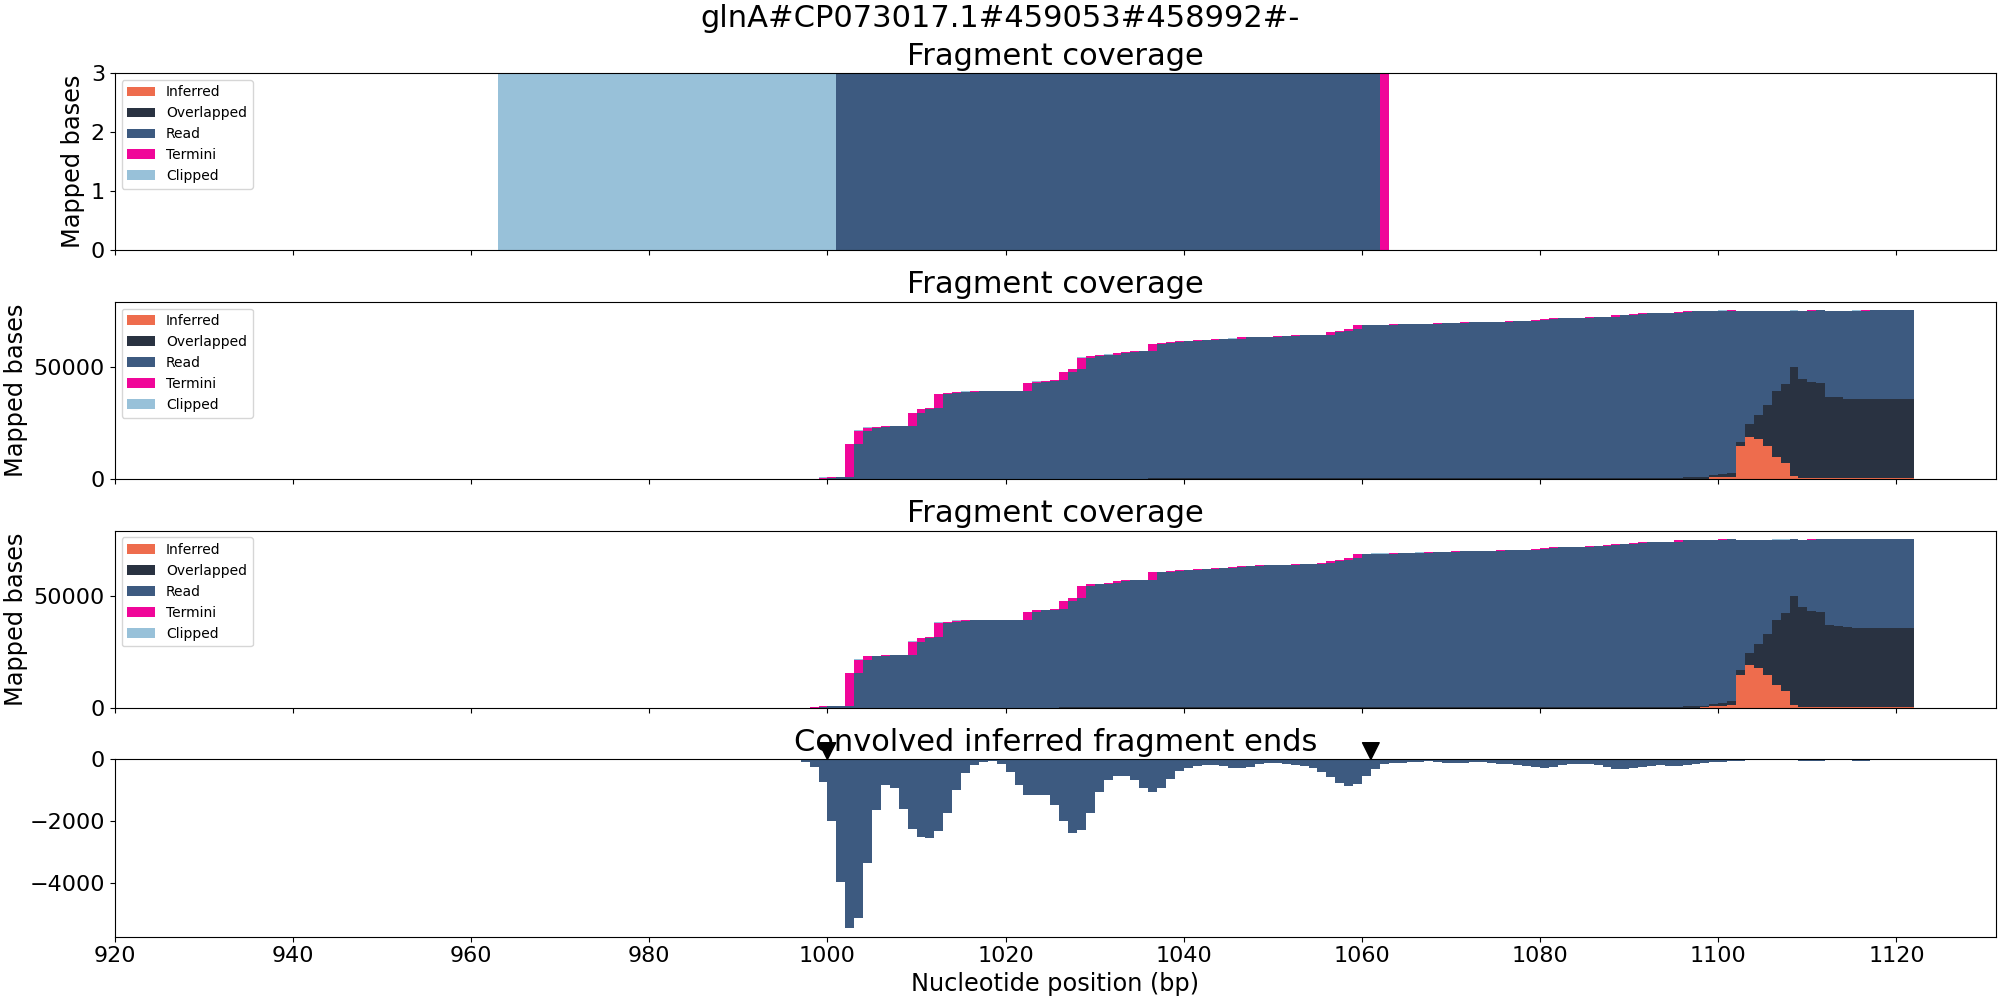 glnA#CP073017.1#459053#458992#-
Fragment coverage
Mapped bases
3
2
1
0
Inferred
Overlapped
Read
Termini
Clipped
Fragment coverage
Mapped bases
50000
0
Inferred
Overlapped
Read
Termini
Clipped
Fragment coverage
Mapped bases
50000
0
Inferred
Overlapped
Read
Termini
Clipped
Convolved inferred fragment ends
0
−2000
−4000
920 940 960 980 1000 1020 1040 1060 1080 1100 1120
Nucleotide position (bp)